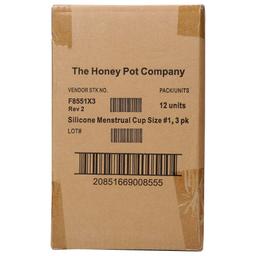 The Honey Pot Company
VENDOR STK NO. PACK/UNITS
F8551X3 12 units
Rev 2
Silicone Menstrual Cup Size #1, 3 pk
LOT#
20851669008555